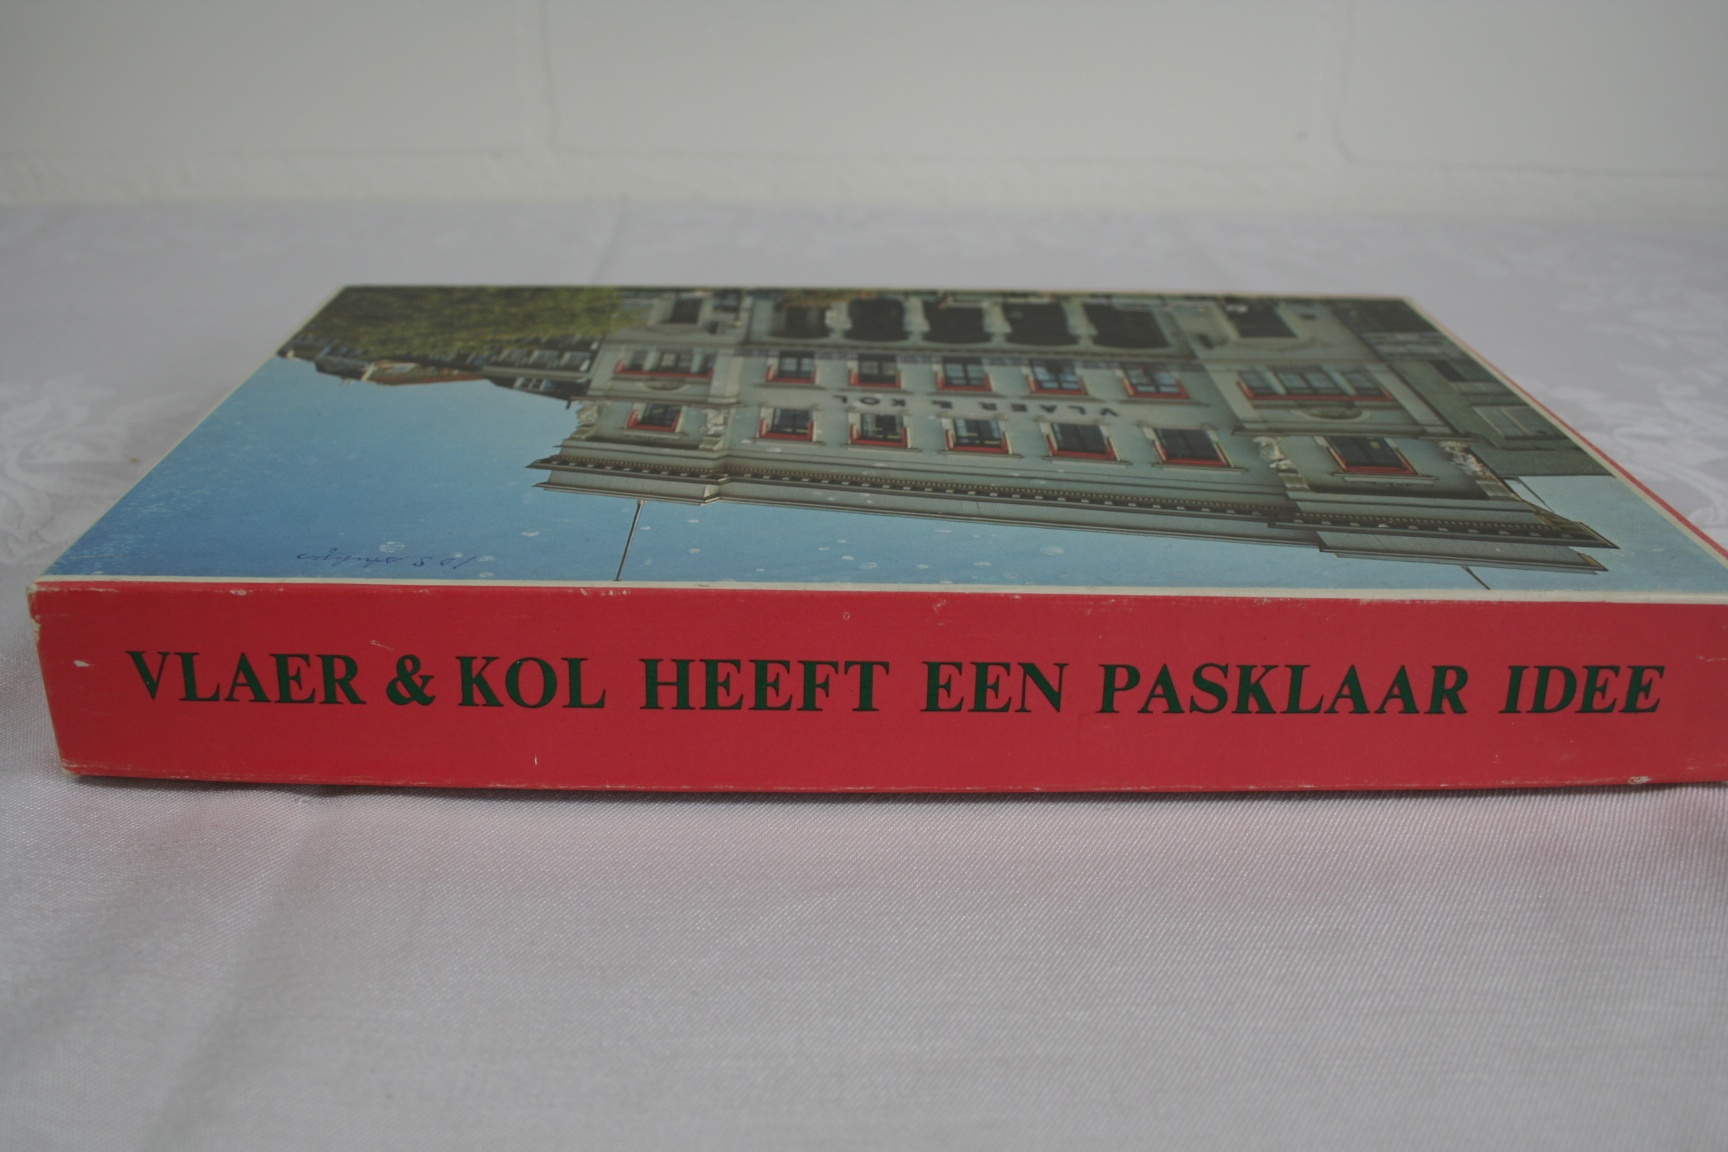 VLAER & KOL
VLAER & KOL HEEFT EEN PASKLAAR IDEE